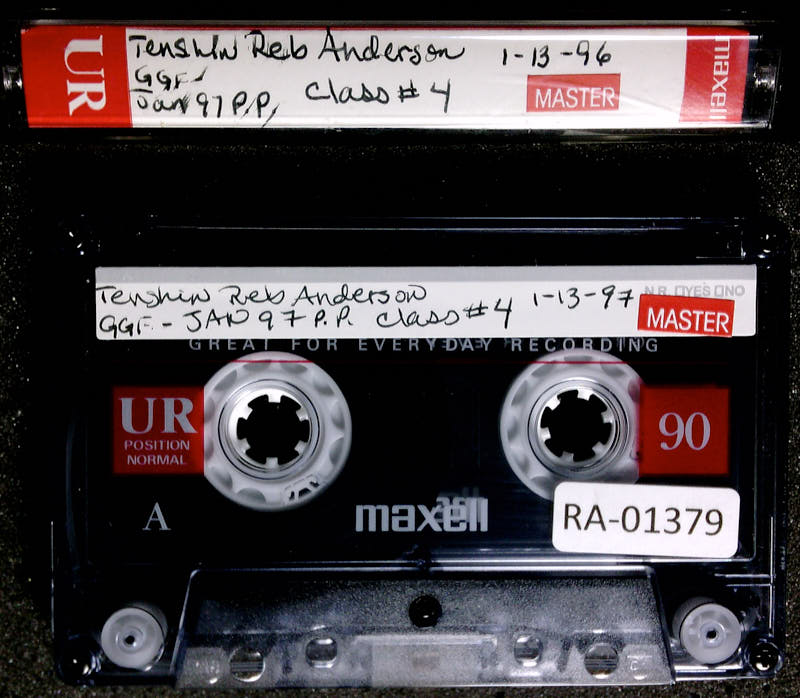 UR
Tenshin Reb Anderson 1-13-96
GGF
Jan 97 P.P. Class # 4
MASTER
maxell
Tenshin Reb Anderson 1-13-97
GGF - JAN 97 P.P. Class # 4
N.R. □YES □NO
MASTER
GREAT FOR EVERYDAY RECORDING
UR
POSITION
NORMAL
90
A
maxell
RA-01379